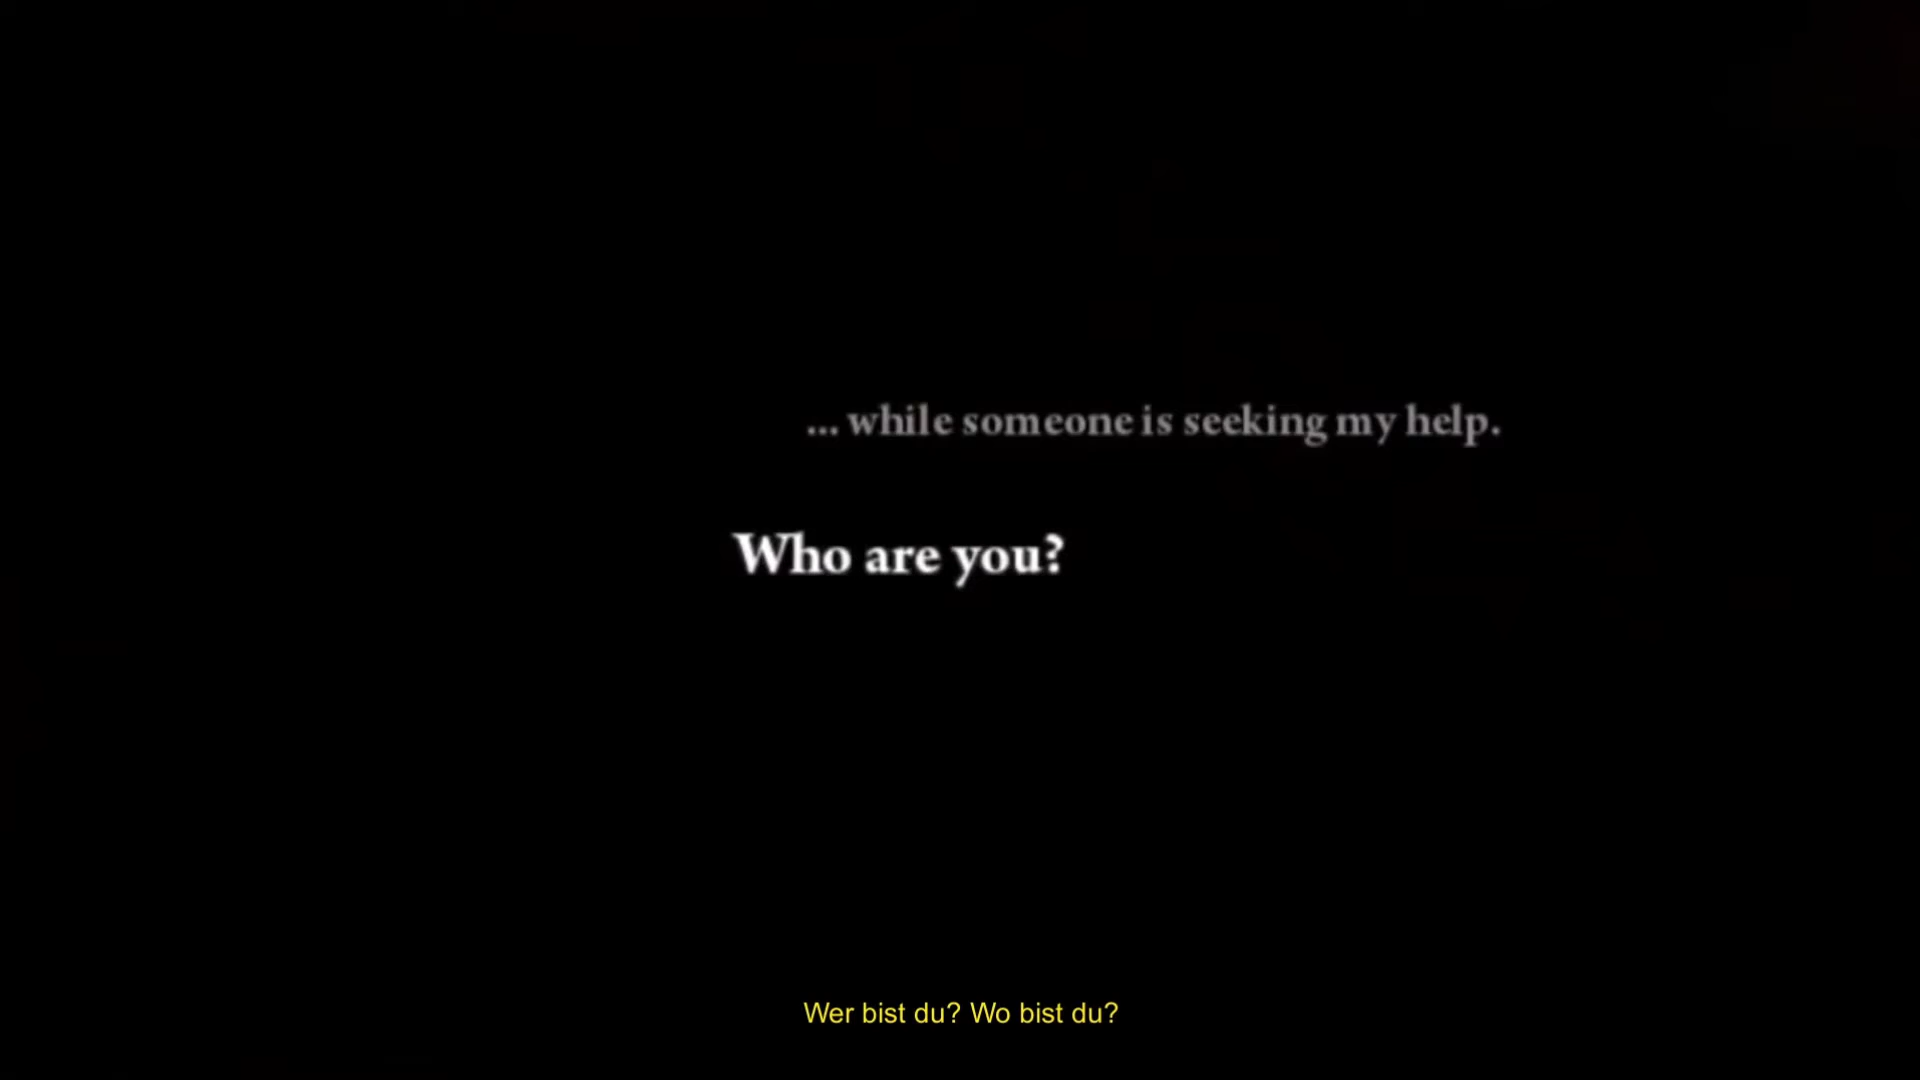 ... while someone is seeking my help.
Who are you?
Wer bist du? Wo bist du?